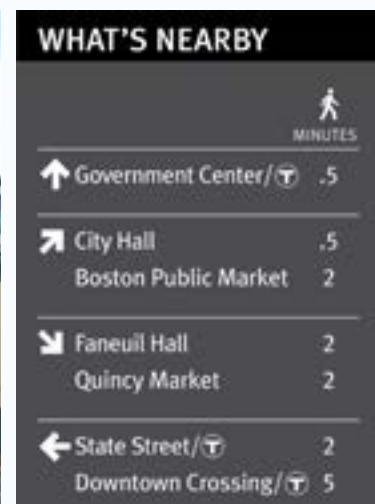 WHAT'S NEARBY
MINUTES
Government Center/Ⓣ .5
City Hall .5
Boston Public Market 2
Faneuil Hall 2
Quincy Market 2
State Street/Ⓣ 2
Downtown Crossing/Ⓣ 5